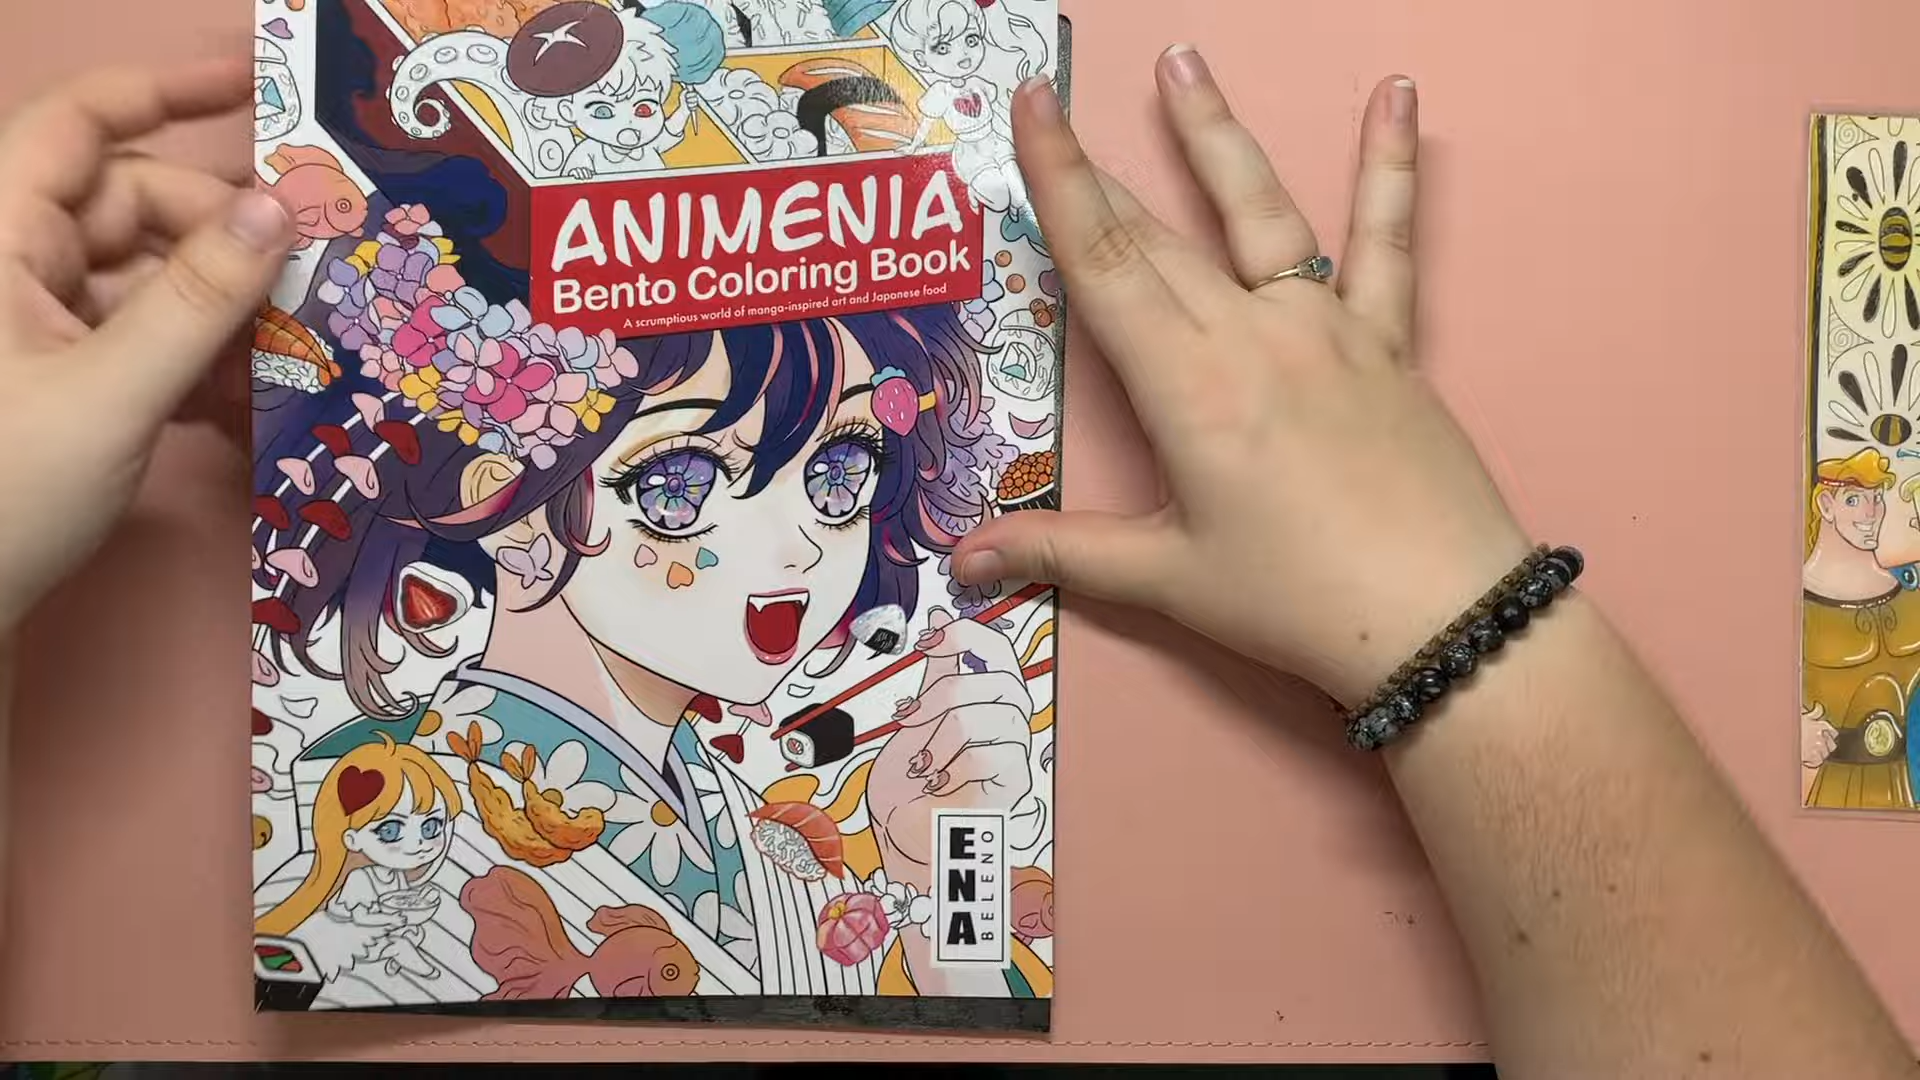 ANIMENIA
Bento Coloring Book
A scrumptious world of manga-inspired art and Japanese food
ENA
BELENO